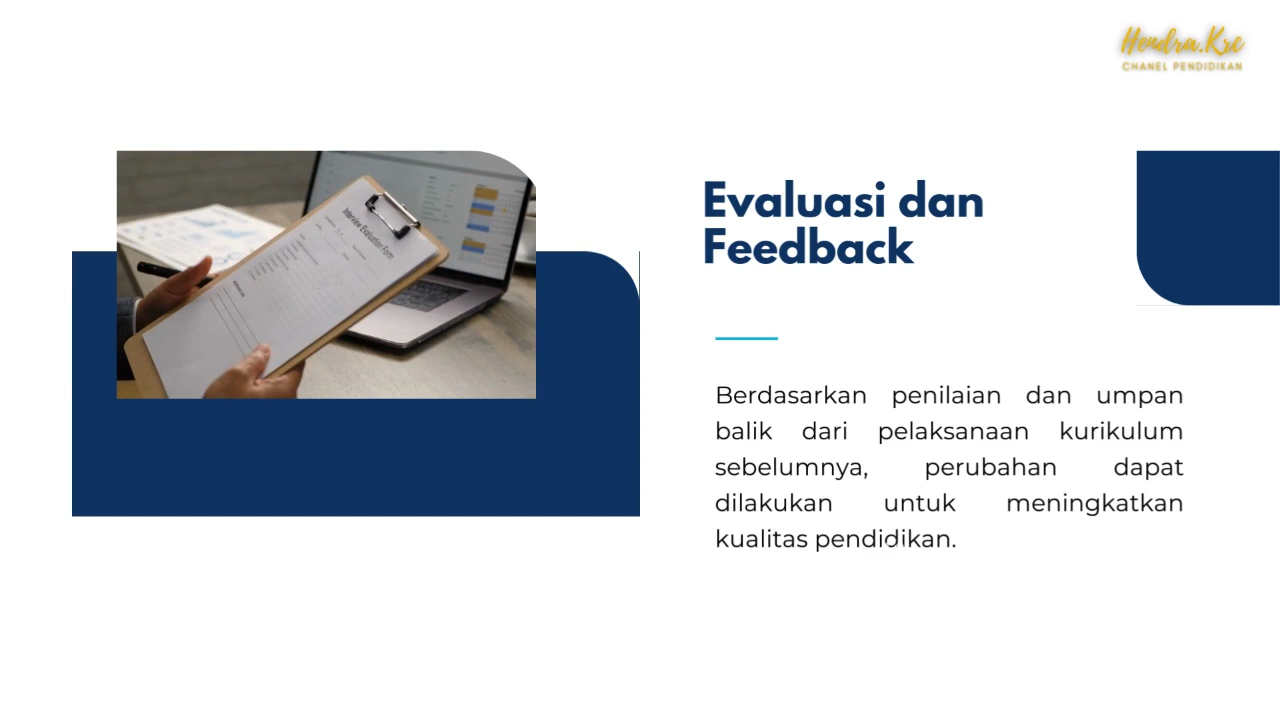 Hendra.Krc
CHANEL PENDIDIKAN
Interview Evaluation Form
Evaluasi dan
Feedback
Berdasarkan penilaian dan umpan
balik dari pelaksanaan kurikulum
sebelumnya, perubahan dapat
dilakukan untuk meningkatkan
kualitas pendidikan.